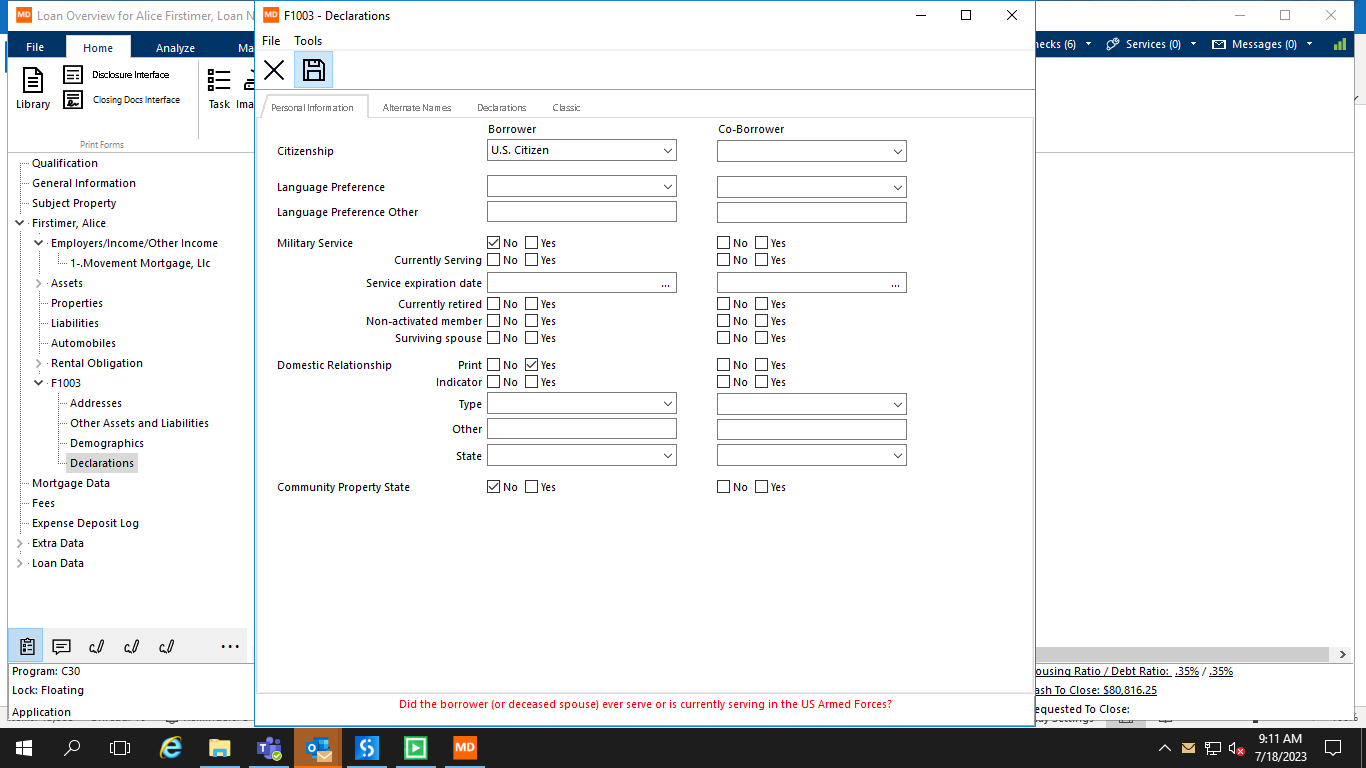 MD Loan Overview for Alice Firstimer, Loan N
MD F1003 - Declarations
File Tools
File Home Analyze Ma
hecks (6) Services (0) Messages (0)
Library
Disclosure Interface
Closing Docs Interface
Task Ima
Print Forms
Personal Information Alternate Names Declarations Classic
Qualification
General Information
Subject Property
Firstimer, Alice
Employers/Income/Other Income
1-.Movement Mortgage, Llc
Assets
Properties
Liabilities
Automobiles
Rental Obligation
F1003
Addresses
Other Assets and Liabilities
Demographics
Declarations
Mortgage Data
Fees
Expense Deposit Log
Extra Data
Loan Data
...
Program: C30
Lock: Floating
Application
Borrower Co-Borrower
Citizenship U.S. Citizen
Language Preference
Language Preference Other
Military Service No Yes No Yes
Currently Serving No Yes No Yes
Service expiration date ... ...
Currently retired No Yes No Yes
Non-activated member No Yes No Yes
Surviving spouse No Yes No Yes
Domestic Relationship Print No Yes No Yes
Indicator No Yes No Yes
Type
Other
State
Community Property State No Yes No Yes
Did the borrower (or deceased spouse) ever serve or is currently serving in the US Armed Forces?
ousing Ratio / Debt Ratio: .35% / .35%
ash To Close: $80,816.25
equested To Close:
MD
9:11 AM
7/18/2023